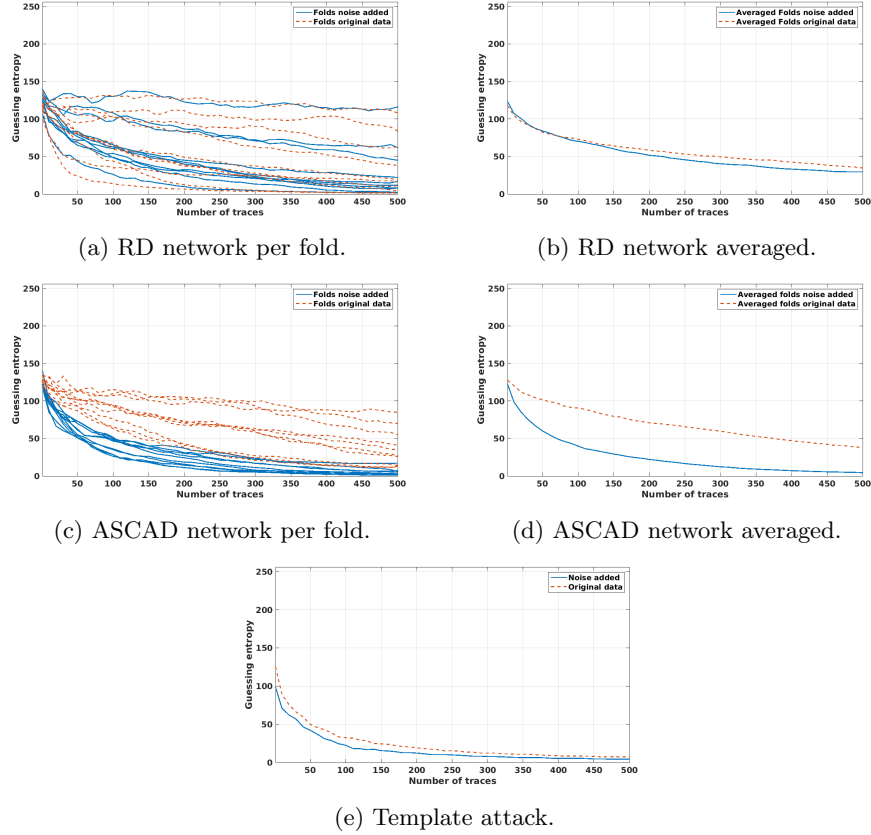 250
200
150
100
50
0
Guessing entropy
50 100 150 200 250 300 350 400 450 500
Number of traces
Folds noise added
Folds original data
(a) RD network per fold.
250
200
150
100
50
0
Guessing entropy
50 100 150 200 250 300 350 400 450 500
Number of traces
Averaged Folds noise added
Averaged Folds original data
(b) RD network averaged.
250
200
150
100
50
0
Guessing entropy
50 100 150 200 250 300 350 400 450 500
Number of traces
Folds noise added
Folds original data
(c) ASCAD network per fold.
250
200
150
100
50
0
Guessing entropy
50 100 150 200 250 300 350 400 450 500
Number of traces
Averaged folds noise added
Averaged folds original data
(d) ASCAD network averaged.
250
200
150
100
50
0
Guessing entropy
50 100 150 200 250 300 350 400 450 500
Number of traces
Noise added
Original data
(e) Template attack.